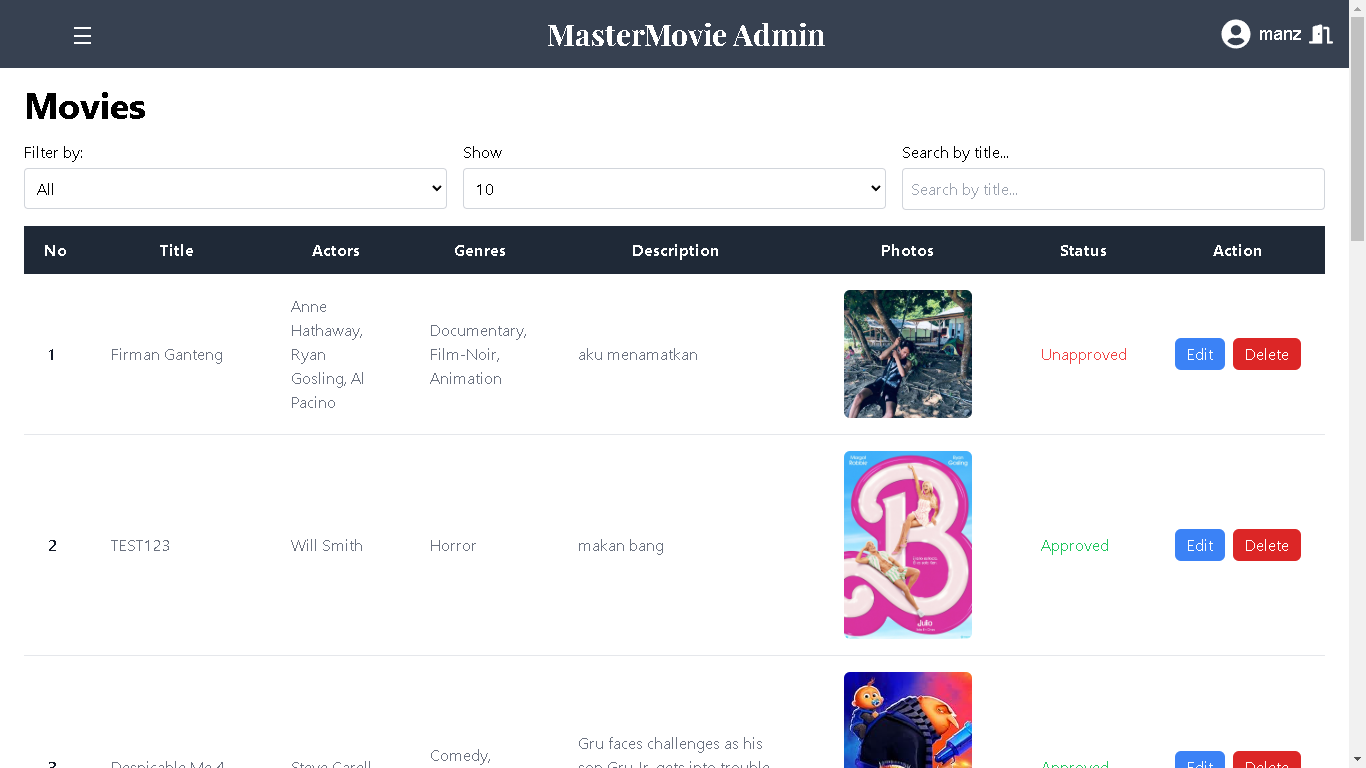 ☰ MasterMovie Admin manz
Movies
Filter by: Show Search by title...
All 10 Search by title...
No Title Actors Genres Description Photos Status Action
Anne
Hathaway,
Ryan
Gosling, Al
Pacino
Documentary,
Film-Noir,
Animation
1 Firman Ganteng aku menamatkan Unapproved Edit Delete
Margot Robbie Ryan Gosling
B
Julio
2 TEST123 Will Smith Horror makan bang Approved Edit Delete
Comedy,
Gru faces challenges as his
son Gru Jr. gets into trouble
3 Despicable Me 4 Steve Carell Approved Edit Delete